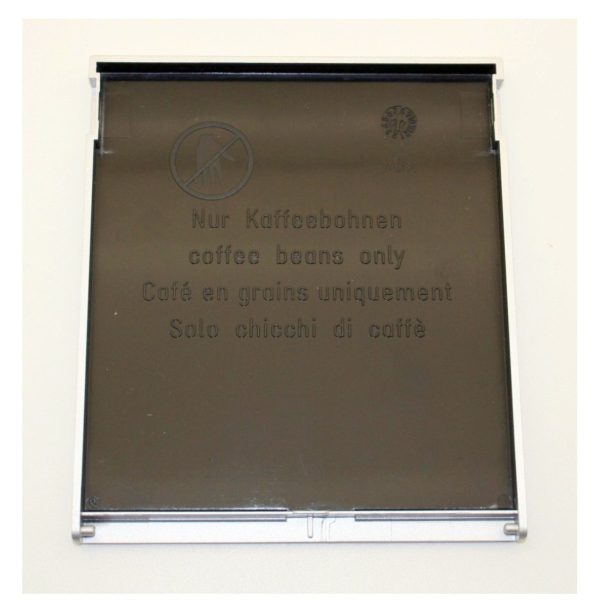 Nur Kaffeebohnen
coffee beans only
Café en grains uniquement
Solo chicchi di caffè